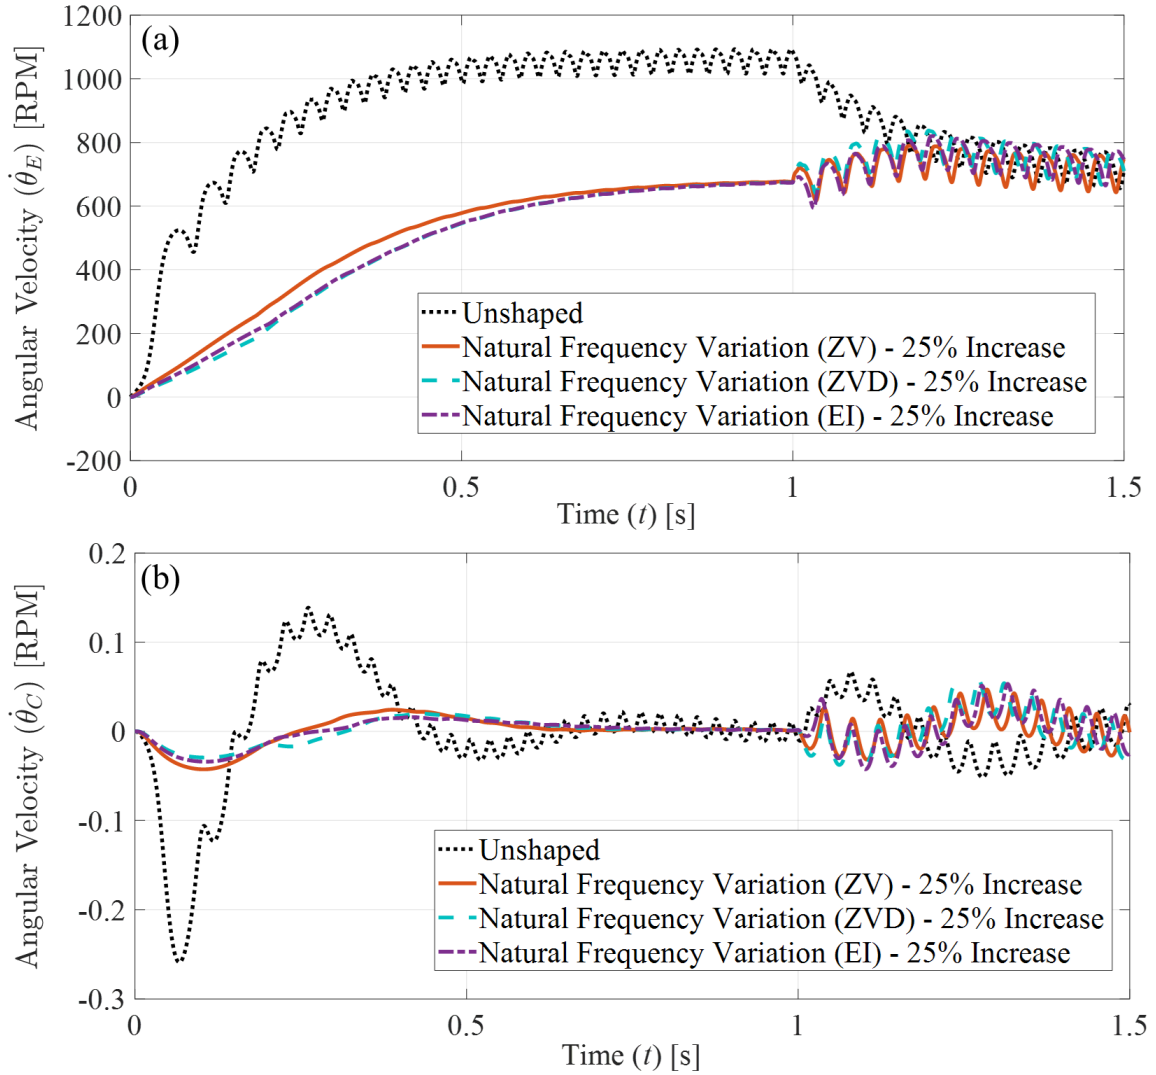 (a)
Angular Velocity (θ̇_E) [RPM]
1200
1000
800
600
400
200
0
-200
Unshaped
Natural Frequency Variation (ZV) - 25% Increase
Natural Frequency Variation (ZVD) - 25% Increase
Natural Frequency Variation (EI) - 25% Increase
0 0.5 1 1.5
Time (t) [s]
(b)
Angular Velocity (θ̇_C) [RPM]
0.2
0.1
0
-0.1
-0.2
-0.3
Unshaped
Natural Frequency Variation (ZV) - 25% Increase
Natural Frequency Variation (ZVD) - 25% Increase
Natural Frequency Variation (EI) - 25% Increase
0 0.5 1 1.5
Time (t) [s]